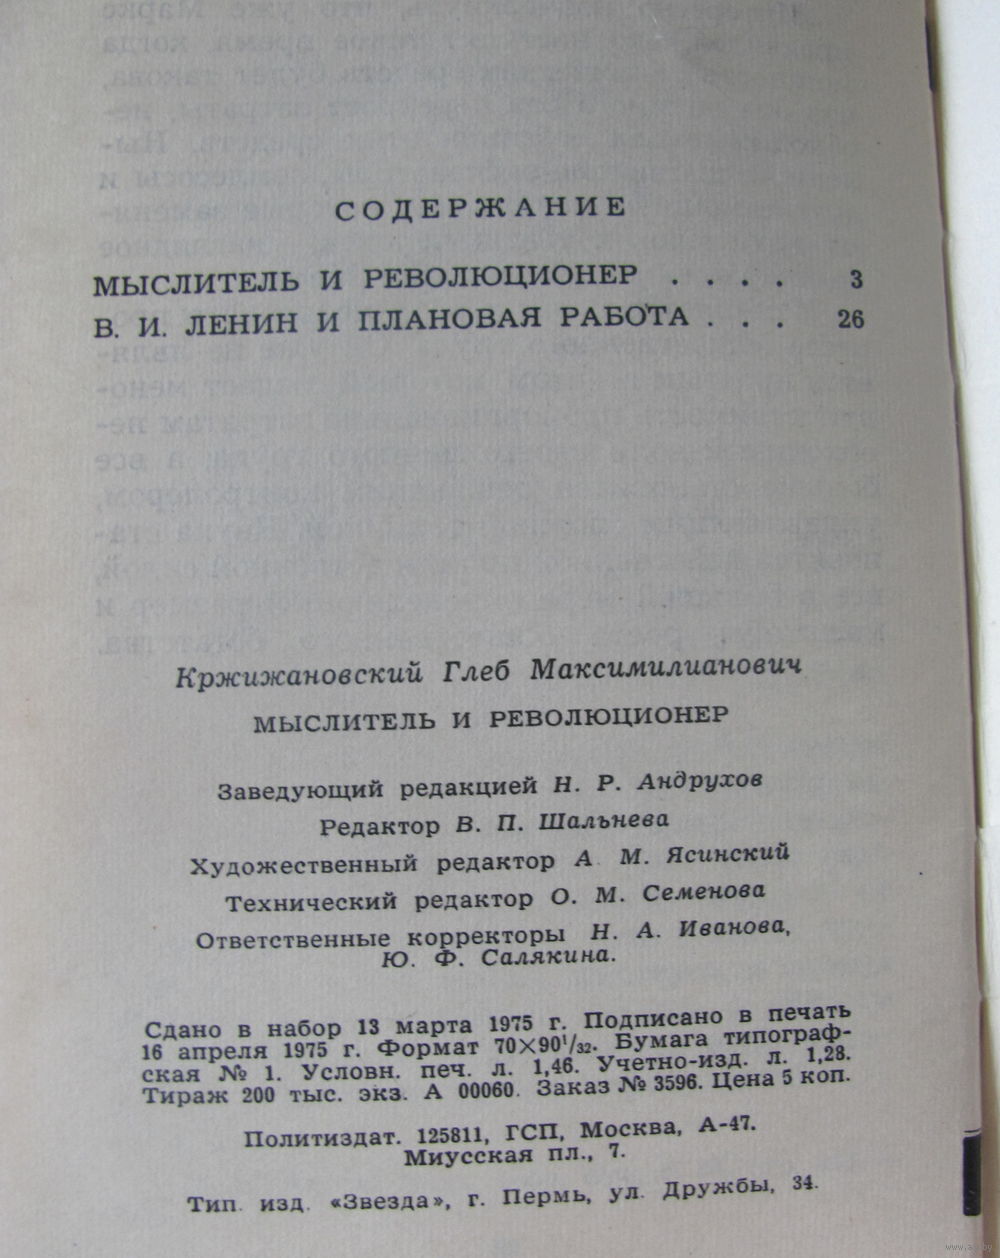 СОДЕРЖАНИЕ
МЫСЛИТЕЛЬ И РЕВОЛЮЦИОНЕР . . . . 3
В. И. ЛЕНИН И ПЛАНОВАЯ РАБОТА . . . 26
Кржижановский Глеб Максимилианович
МЫСЛИТЕЛЬ И РЕВОЛЮЦИОНЕР
Заведующий редакцией Н. Р. Андрухов
Редактор В. П. Шальнева
Художественный редактор А. М. Ясинский
Технический редактор О. М. Семенова
Ответственные корректоры Н. А. Иванова,
Ю. Ф. Салякина.
Сдано в набор 13 марта 1975 г. Подписано в печать
16 апреля 1975 г. Формат 70×90¹/₃₂. Бумага типограф-
ская № 1. Условн. печ. л. 1,46. Учетно-изд. л. 1,28.
Тираж 200 тыс. экз. А 00060. Заказ № 3596. Цена 5 коп.
Политиздат. 125811, ГСП, Москва, А-47.
Миусская пл., 7.
Тип. изд. «Звезда», г. Пермь, ул. Дружбы, 34.